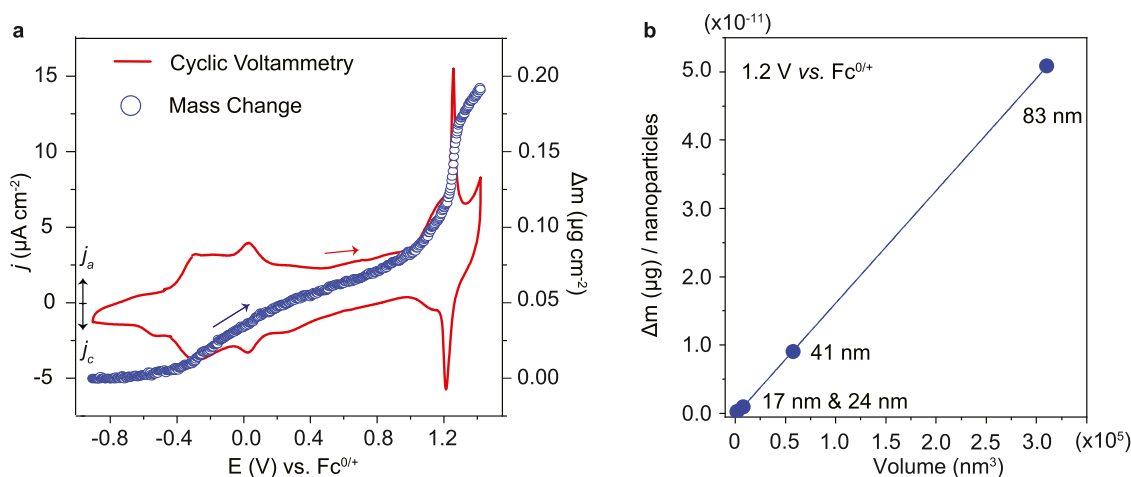 a
Cyclic Voltammetry
Mass Change
15
10
5
0
-5
j (µA cm⁻²)
jₐ
j꜀
0.20
0.15
0.10
0.05
0.00
Δm (µg cm⁻²)
-0.8 -0.4 0.0 0.4 0.8 1.2
E (V) vs. Fc⁰ᐟ⁺
b
(x10⁻¹¹)
5.0
4.0
3.0
2.0
1.0
0.0
Δm (µg) / nanoparticles
1.2 V vs. Fc⁰ᐟ⁺
83 nm
41 nm
17 nm & 24 nm
0 0.5 1.0 1.5 2.0 2.5 3.0 (x10⁵)
Volume (nm³)